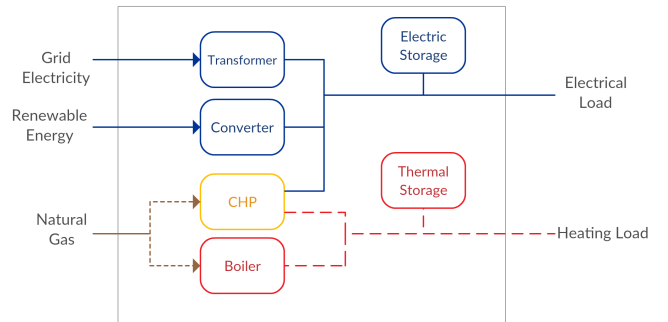 Grid
Electricity
Transformer
Electric
Storage
Electrical
Load
Renewable
Energy
Converter
Thermal
Storage
Natural
Gas
CHP
Heating Load
Boiler